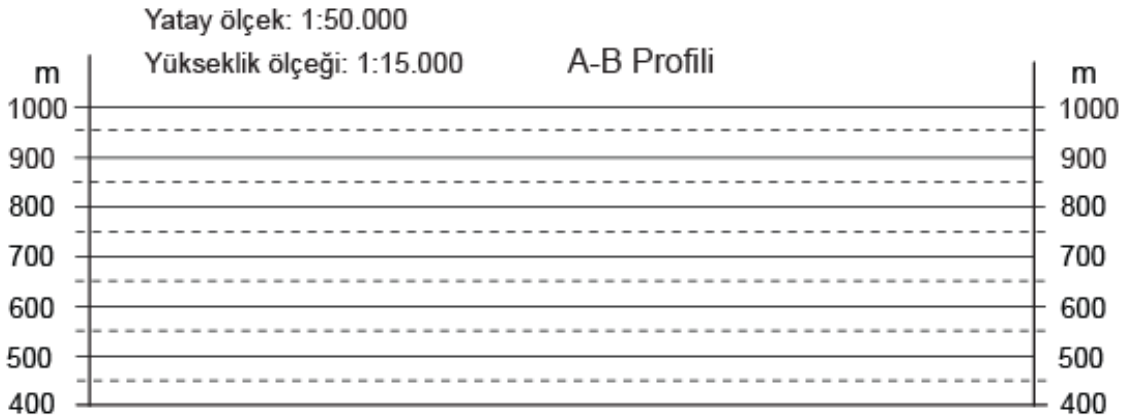 Yatay ölçek: 1:50.000
Yükseklik ölçeği: 1:15.000
A-B Profili
m m
1000 1000
900 900
800 800
700 700
600 600
500 500
400 400